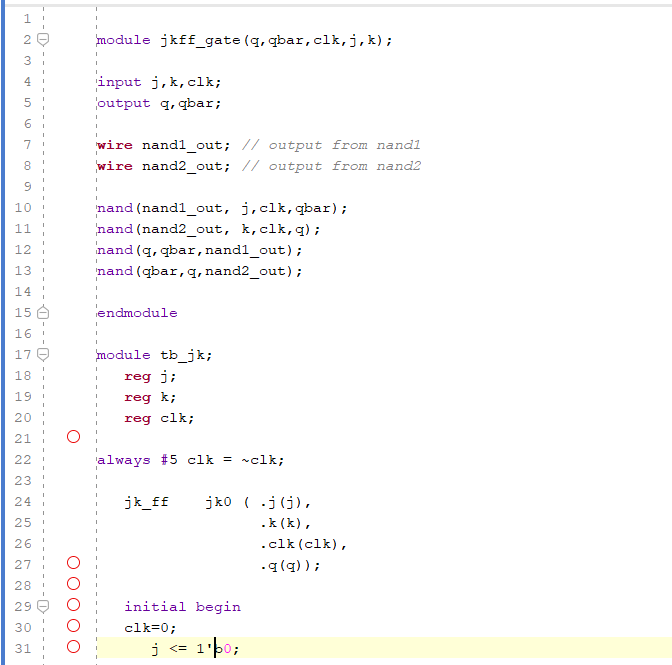 1
2 module jkff_gate(q,qbar,clk,j,k);
3
4 input j,k,clk;
5 output q,qbar;
6
7 wire nand1_out; // output from nand1
8 wire nand2_out; // output from nand2
9
10 nand(nand1_out, j,clk,qbar);
11 nand(nand2_out, k,clk,q);
12 nand(q,qbar,nand1_out);
13 nand(qbar,q,nand2_out);
14
15 endmodule
16
17 module tb_jk;
18 reg j;
19 reg k;
20 reg clk;
21
22 always #5 clk = ~clk;
23
24 jk_ff jk0 ( .j(j),
25 .k(k),
26 .clk(clk),
27 .q(q));
28
29 initial begin
30 clk=0;
31 j <= 1'b0;